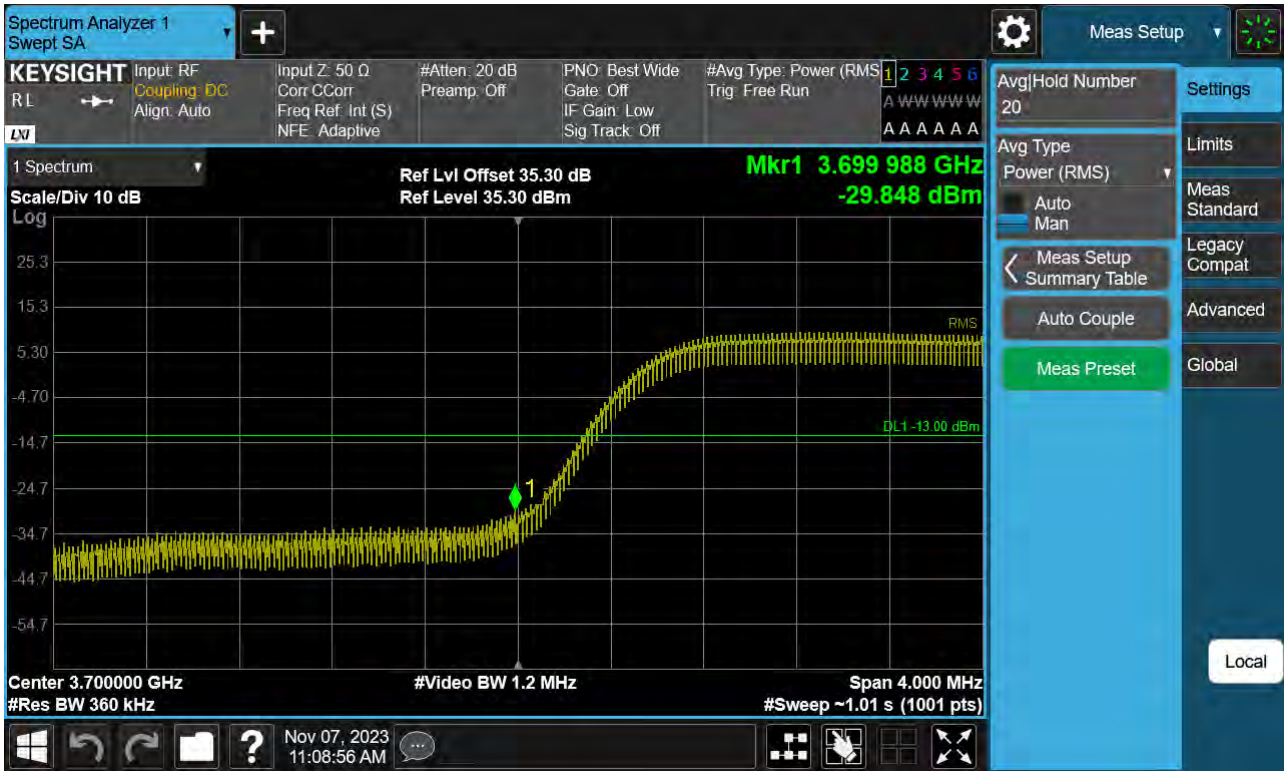 Spectrum Analyzer 1
Swept SA
Meas Setup
KEYSIGHT
RL
LXI
Input: RF
Coupling: DC
Align: Auto
Input Z: 50 Ω
Corr CCorr
Freq Ref: Int (S)
NFE: Adaptive
#Atten: 20 dB
Preamp: Off
PNO: Best Wide
Gate: Off
IF Gain: Low
Sig Track: Off
#Avg Type: Power (RMS
Trig: Free Run
1 2 3 4 5 6
A W W W W W
A A A A A A
1 Spectrum
Scale/Div 10 dB
Log
Ref Lvl Offset 35.30 dB
Ref Level 35.30 dBm
Mkr1 3.699 988 GHz
-29.848 dBm
25.3
15.3
5.30
-4.70
-14.7
-24.7
-34.7
-44.7
-54.7
RMS
DL1 -13.00 dBm
1
Center 3.700000 GHz
#Res BW 360 kHz
#Video BW 1.2 MHz
Span 4.000 MHz
#Sweep ~1.01 s (1001 pts)
Avg|Hold Number
20
Avg Type
Power (RMS)
Auto
Man
Meas Setup
Summary Table
Auto Couple
Meas Preset
Settings
Limits
Meas
Standard
Legacy
Compat
Advanced
Global
Local
?
Nov 07, 2023
11:08:56 AM